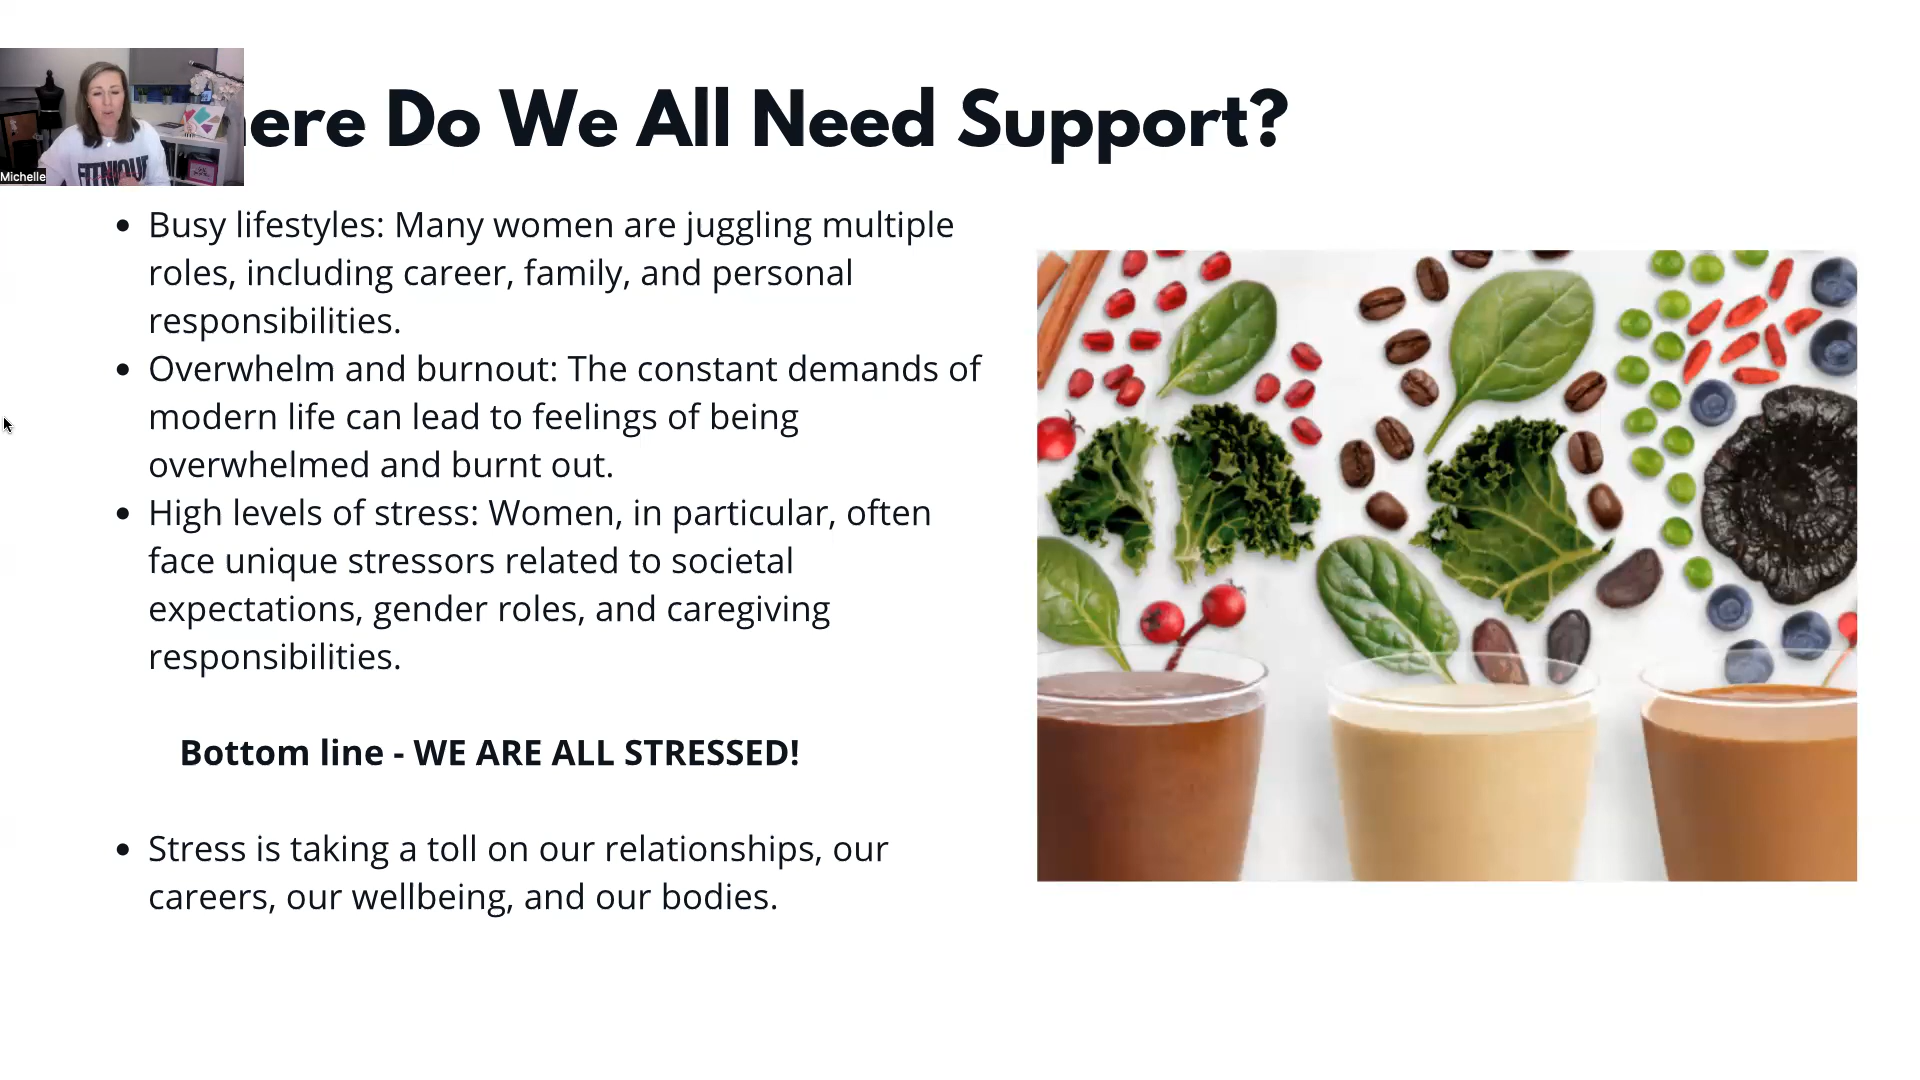 ere Do We All Need Support?
Michelle
FITNIQUE
• Busy lifestyles: Many women are juggling multiple
roles, including career, family, and personal
responsibilities.
• Overwhelm and burnout: The constant demands of
modern life can lead to feelings of being
overwhelmed and burnt out.
• High levels of stress: Women, in particular, often
face unique stressors related to societal
expectations, gender roles, and caregiving
responsibilities.
Bottom line - WE ARE ALL STRESSED!
• Stress is taking a toll on our relationships, our
careers, our wellbeing, and our bodies.